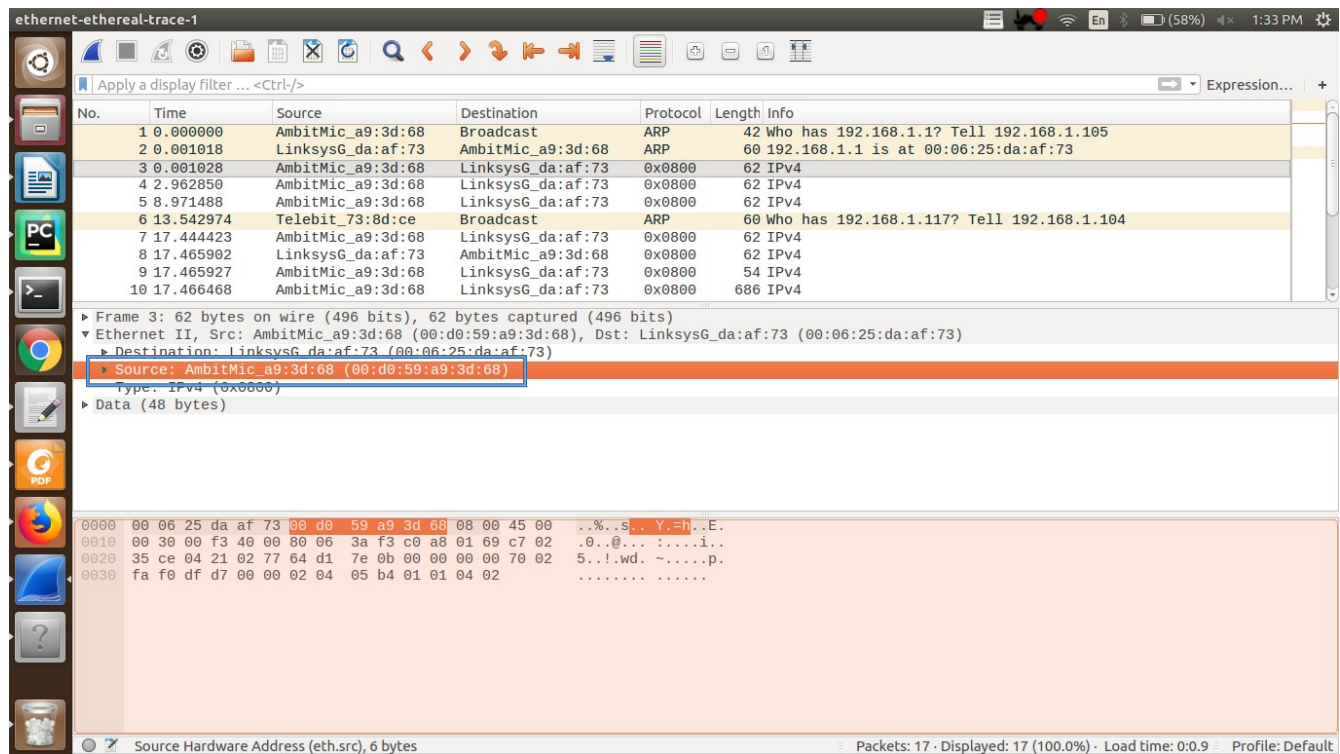 ethernet-ethereal-trace-1 En (58%) 1:33 PM
Apply a display filter … <Ctrl-/> Expression… +
No. Time Source Destination Protocol Length Info
1 0.000000 AmbitMic_a9:3d:68 Broadcast ARP 42 Who has 192.168.1.1? Tell 192.168.1.105
2 0.001018 LinksysG_da:af:73 AmbitMic_a9:3d:68 ARP 60 192.168.1.1 is at 00:06:25:da:af:73
3 0.001028 AmbitMic_a9:3d:68 LinksysG_da:af:73 0x0800 62 IPv4
4 2.962850 AmbitMic_a9:3d:68 LinksysG_da:af:73 0x0800 62 IPv4
5 8.971488 AmbitMic_a9:3d:68 LinksysG_da:af:73 0x0800 62 IPv4
6 13.542974 Telebit_73:8d:ce Broadcast ARP 60 Who has 192.168.1.117? Tell 192.168.1.104
7 17.444423 AmbitMic_a9:3d:68 LinksysG_da:af:73 0x0800 62 IPv4
8 17.465902 LinksysG_da:af:73 AmbitMic_a9:3d:68 0x0800 62 IPv4
9 17.465927 AmbitMic_a9:3d:68 LinksysG_da:af:73 0x0800 54 IPv4
10 17.466468 AmbitMic_a9:3d:68 LinksysG_da:af:73 0x0800 686 IPv4
Frame 3: 62 bytes on wire (496 bits), 62 bytes captured (496 bits)
Ethernet II, Src: AmbitMic_a9:3d:68 (00:d0:59:a9:3d:68), Dst: LinksysG_da:af:73 (00:06:25:da:af:73)
Destination: LinksysG_da:af:73 (00:06:25:da:af:73)
Source: AmbitMic_a9:3d:68 (00:d0:59:a9:3d:68)
Type: IPv4 (0x0800)
Data (48 bytes)
0000 00 06 25 da af 73 00 d0 59 a9 3d 68 08 00 45 00 ..%..s.. Y.=h..E.
0010 00 30 00 f3 40 00 80 06 3a f3 c0 a8 01 69 c7 02 .0..@... :....i..
0020 35 ce 04 21 02 77 64 d1 7e 0b 00 00 00 00 70 02 5..!.wd. ~.....p.
0030 fa f0 df d7 00 00 02 04 05 b4 01 01 04 02 ........ ......
PC
PDF
Source Hardware Address (eth.src), 6 bytes Packets: 17 · Displayed: 17 (100.0%) · Load time: 0:0.9 Profile: Default